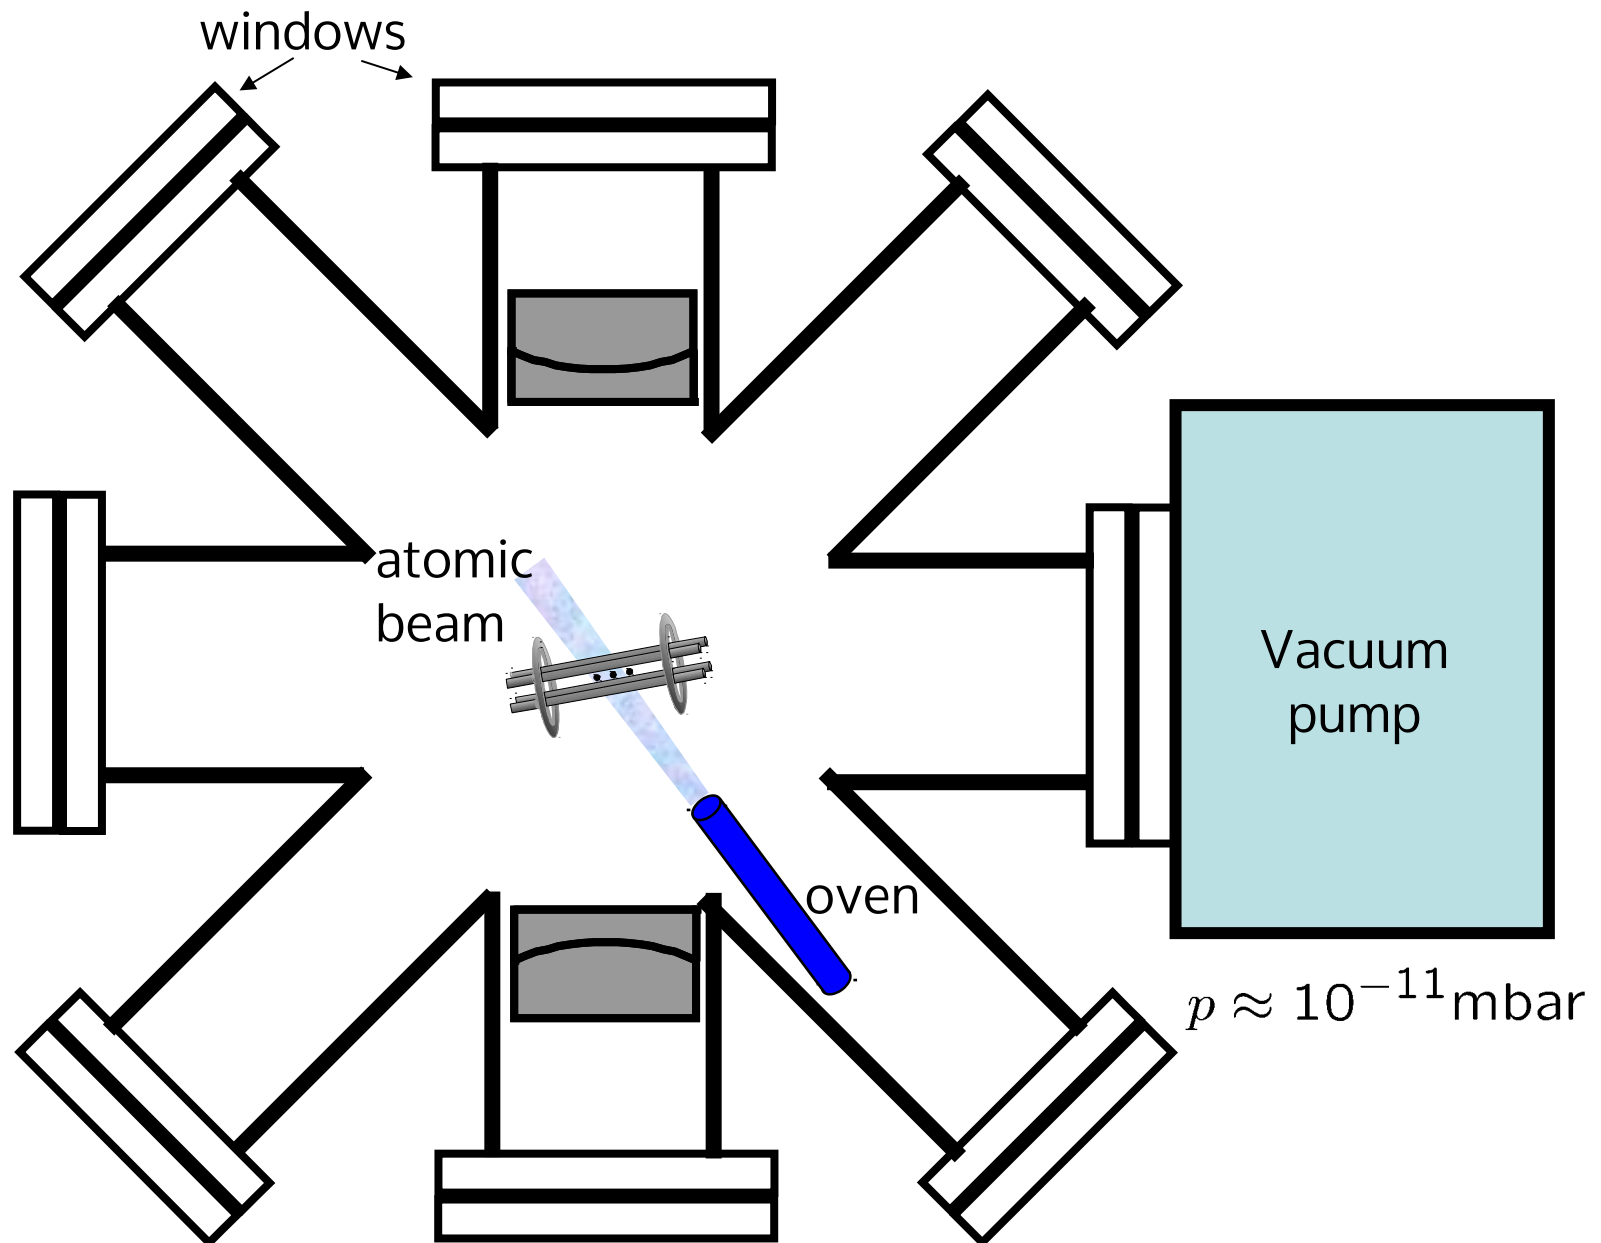 windows
atomic
beam
Vacuum
pump
oven
p ≈ 10⁻¹¹mbar